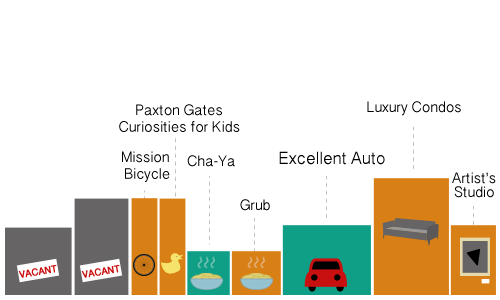 Paxton Gates
Curiosities for Kids
Luxury Condos
Mission
Bicycle
Cha-Ya
Excellent Auto
Artist's
Studio
Grub
VACANT
VACANT